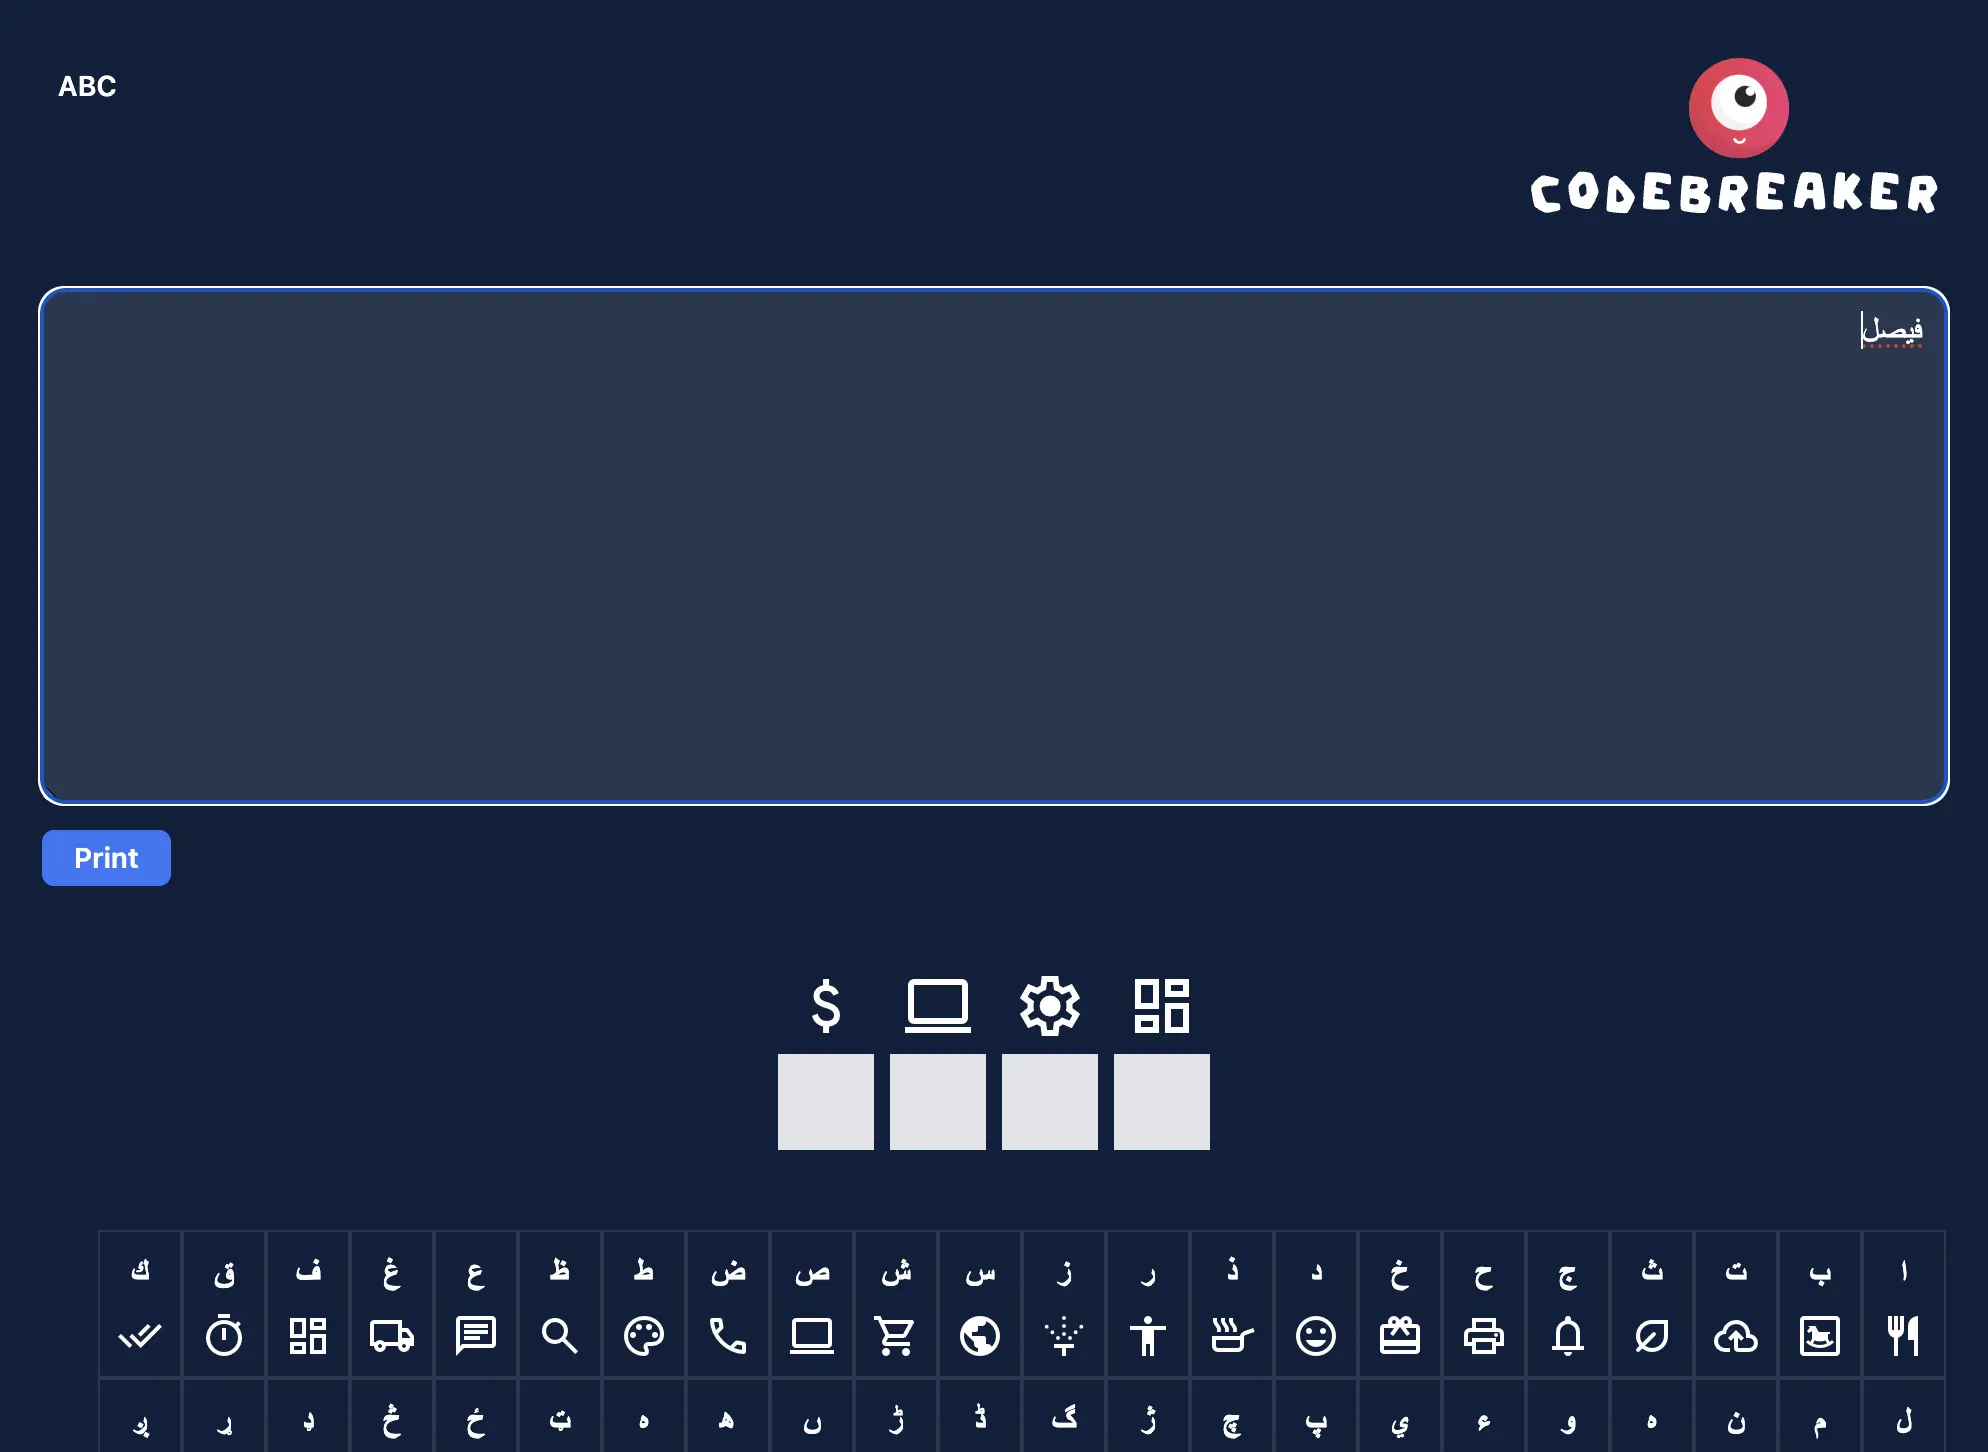 ABC
CODEBREAKER
فيصل
Print
$
ا ب ت ث ج ح خ د ذ ر ز س ش ص ض ط ظ ع غ ف ق ك
ل م ن ه و ء ي پ چ ژ گ ڈ ڑ ں ھ ہ ټ ځ څ ډ ړ ږ